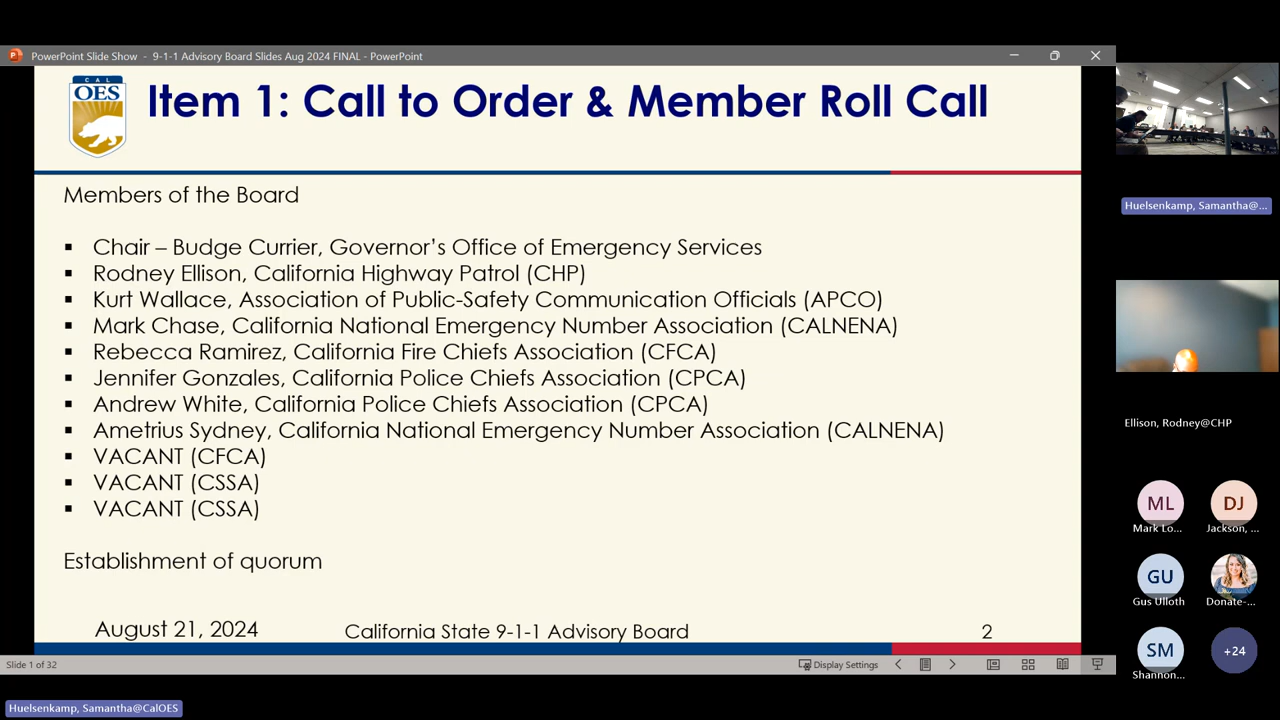 PowerPoint Slide Show - 9-1-1 Advisory Board Slides Aug 2024 FINAL - PowerPoint
CAL
OES
Item 1: Call to Order & Member Roll Call
Members of the Board
▪ Chair – Budge Currier, Governor's Office of Emergency Services
▪ Rodney Ellison, California Highway Patrol (CHP)
▪ Kurt Wallace, Association of Public-Safety Communication Officials (APCO)
▪ Mark Chase, California National Emergency Number Association (CALNENA)
▪ Rebecca Ramirez, California Fire Chiefs Association (CFCA)
▪ Jennifer Gonzales, California Police Chiefs Association (CPCA)
▪ Andrew White, California Police Chiefs Association (CPCA)
▪ Ametrius Sydney, California National Emergency Number Association (CALNENA)
▪ VACANT (CFCA)
▪ VACANT (CSSA)
▪ VACANT (CSSA)
Establishment of quorum
August 21, 2024
California State 9-1-1 Advisory Board
2
Slide 1 of 32
Display Settings
Huelsenkamp, Samantha@CalOES
Huelsenkamp, Samantha@...
Ellison, Rodney@CHP
ML
DJ
Mark Lo...
Jackson, ...
GU
Gus Ulloth
Donate-...
SM
+24
Shannon...